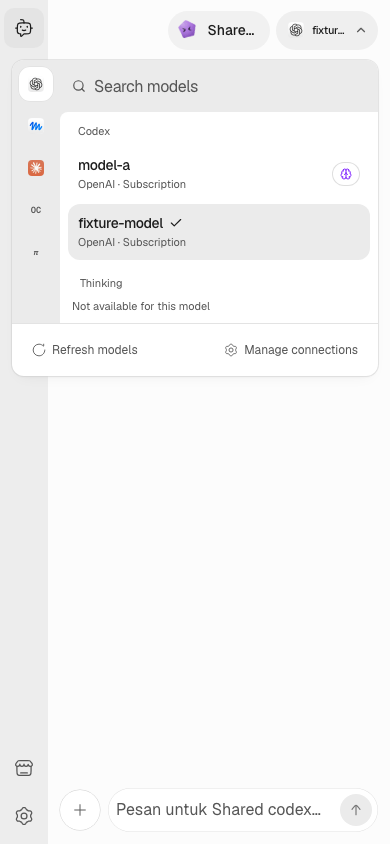 Share...
fixtur...
Search models
Codex
model-a
OpenAI · Subscription
fixture-model
OpenAI · Subscription
OC
π
Thinking
Not available for this model
Refresh models
Manage connections
Pesan untuk Shared codex...